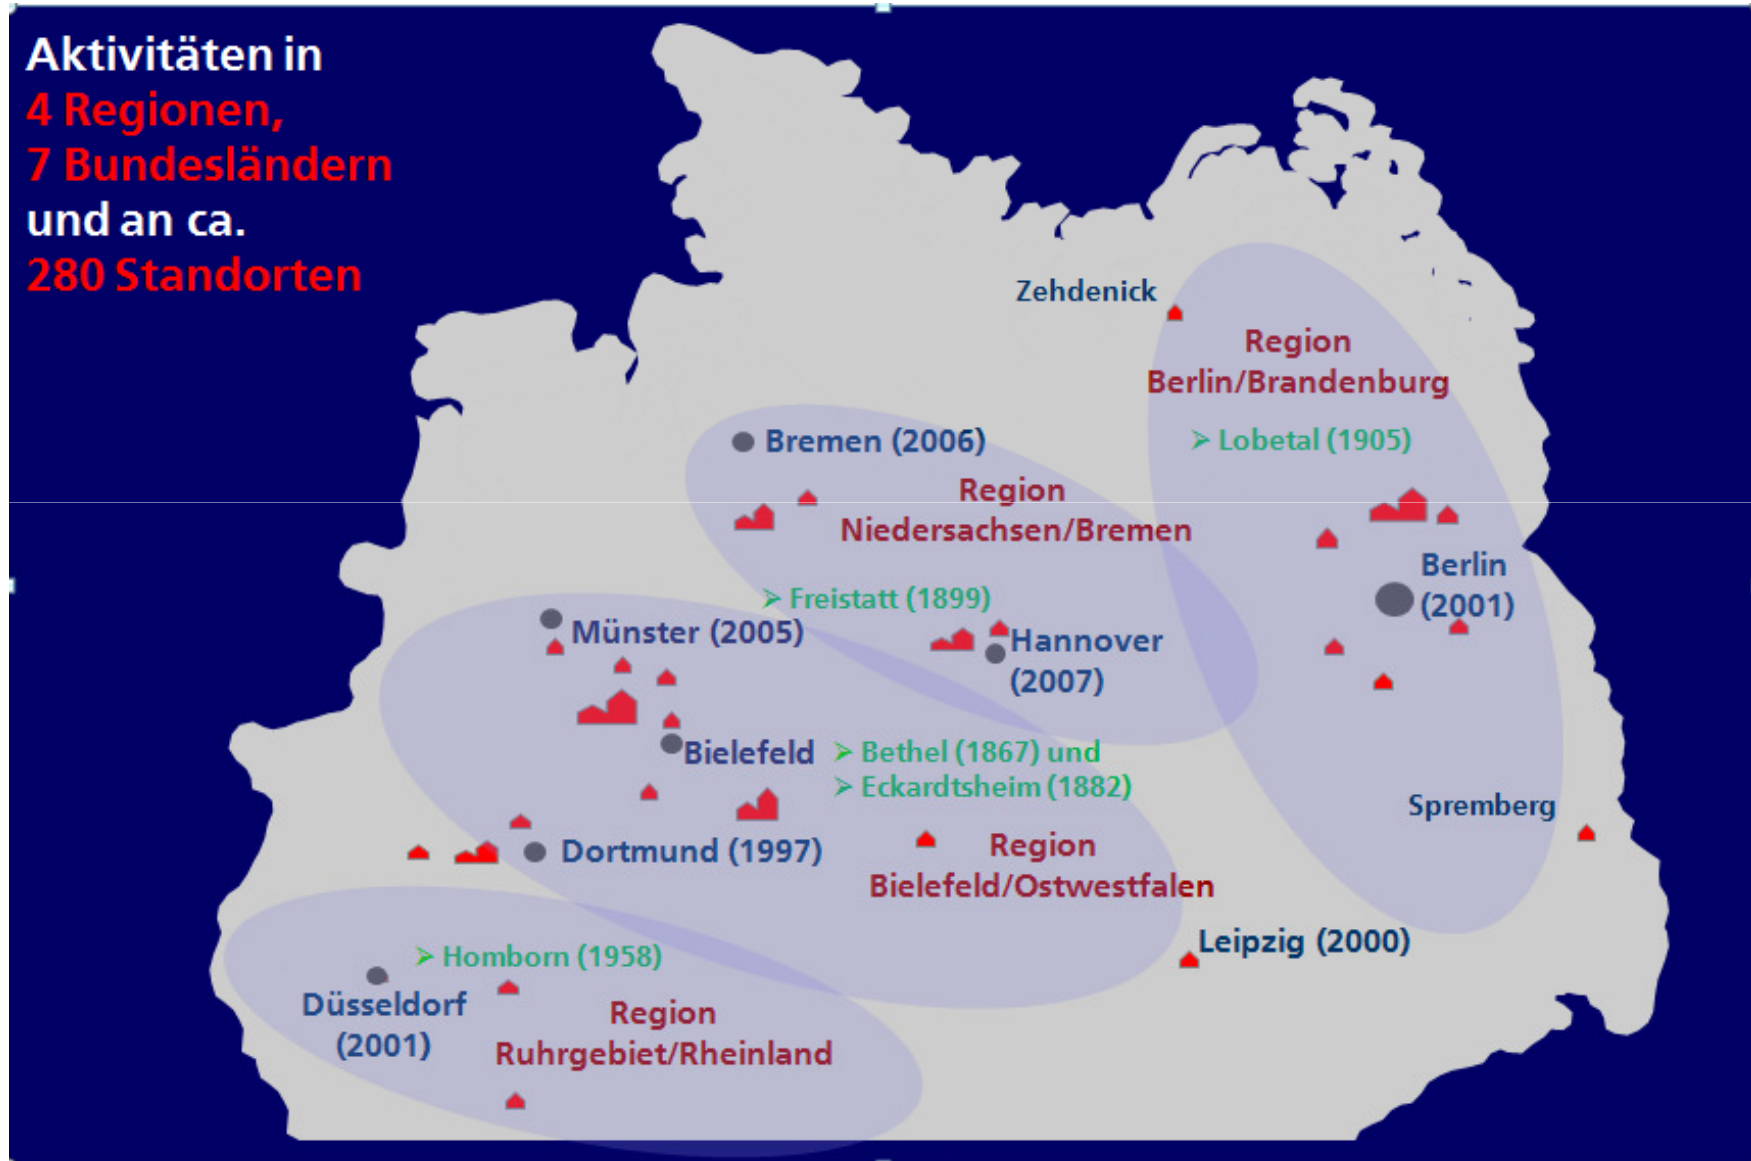 Aktivitäten in
4 Regionen,
7 Bundesländern
und an ca.
280 Standorten
Zehdenick
Region
Berlin/Brandenburg
➢ Lobetal (1905)
Bremen (2006)
Region
Niedersachsen/Bremen
Berlin
(2001)
➢ Freistatt (1899)
Münster (2005)
Hannover
(2007)
Bielefeld
➢ Bethel (1867) und
➢ Eckardtsheim (1882)
Spremberg
Dortmund (1997)
Region
Bielefeld/Ostwestfalen
Leipzig (2000)
➢ Homborn (1958)
Düsseldorf
(2001)
Region
Ruhrgebiet/Rheinland